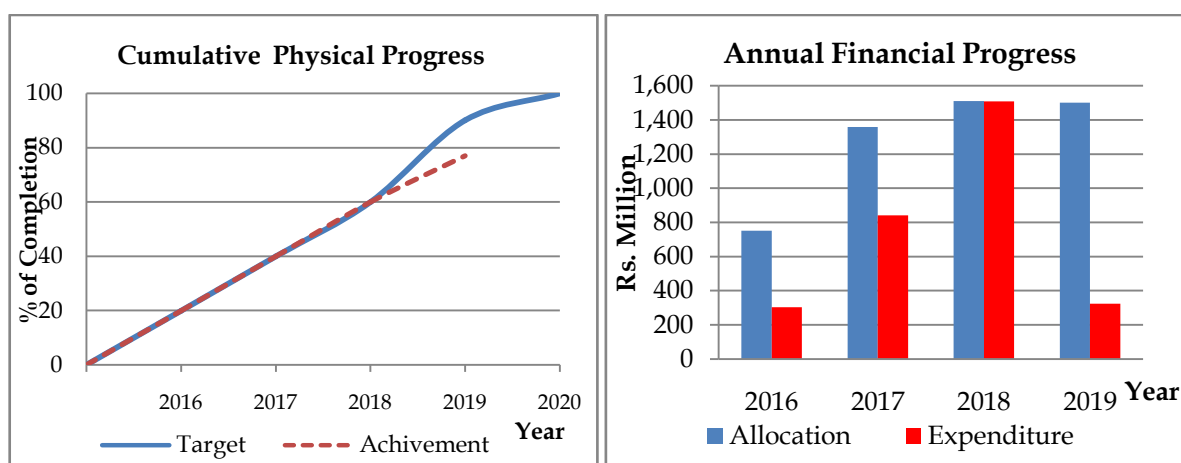 Cumulative Physical Progress
% of Completion
100
80
60
40
20
0
2016 2017 2018 2019 2020
Year
Target Achivement
Annual Financial Progress
Rs. Million
1,600
1,400
1,200
1,000
800
600
400
200
0
2016 2017 2018 2019 Year
Allocation Expenditure